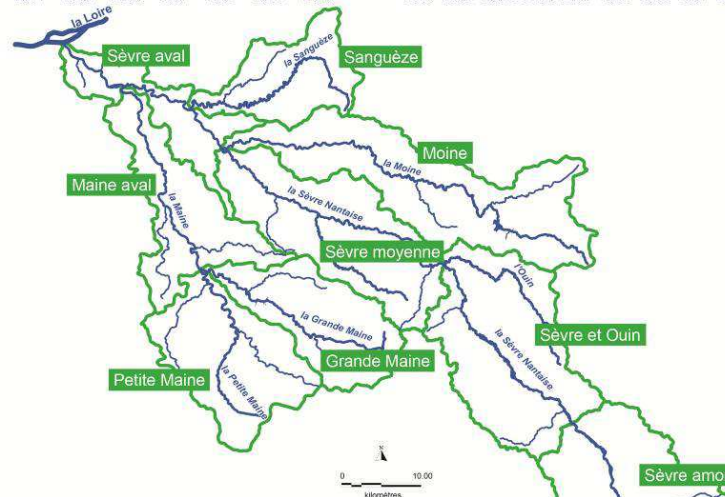 la Loire
Sèvre aval
la Sanguèze
Sanguèze
Moine
la Moine
Maine aval
la Maine
la Sèvre Nantaise
Sèvre moyenne
l'Ouin
la Grande Maine
la Sèvre Nantaise
Sèvre et Ouin
Grande Maine
Petite Maine
la Petite Maine
N
0 10.00
kilomètres
Sèvre amo